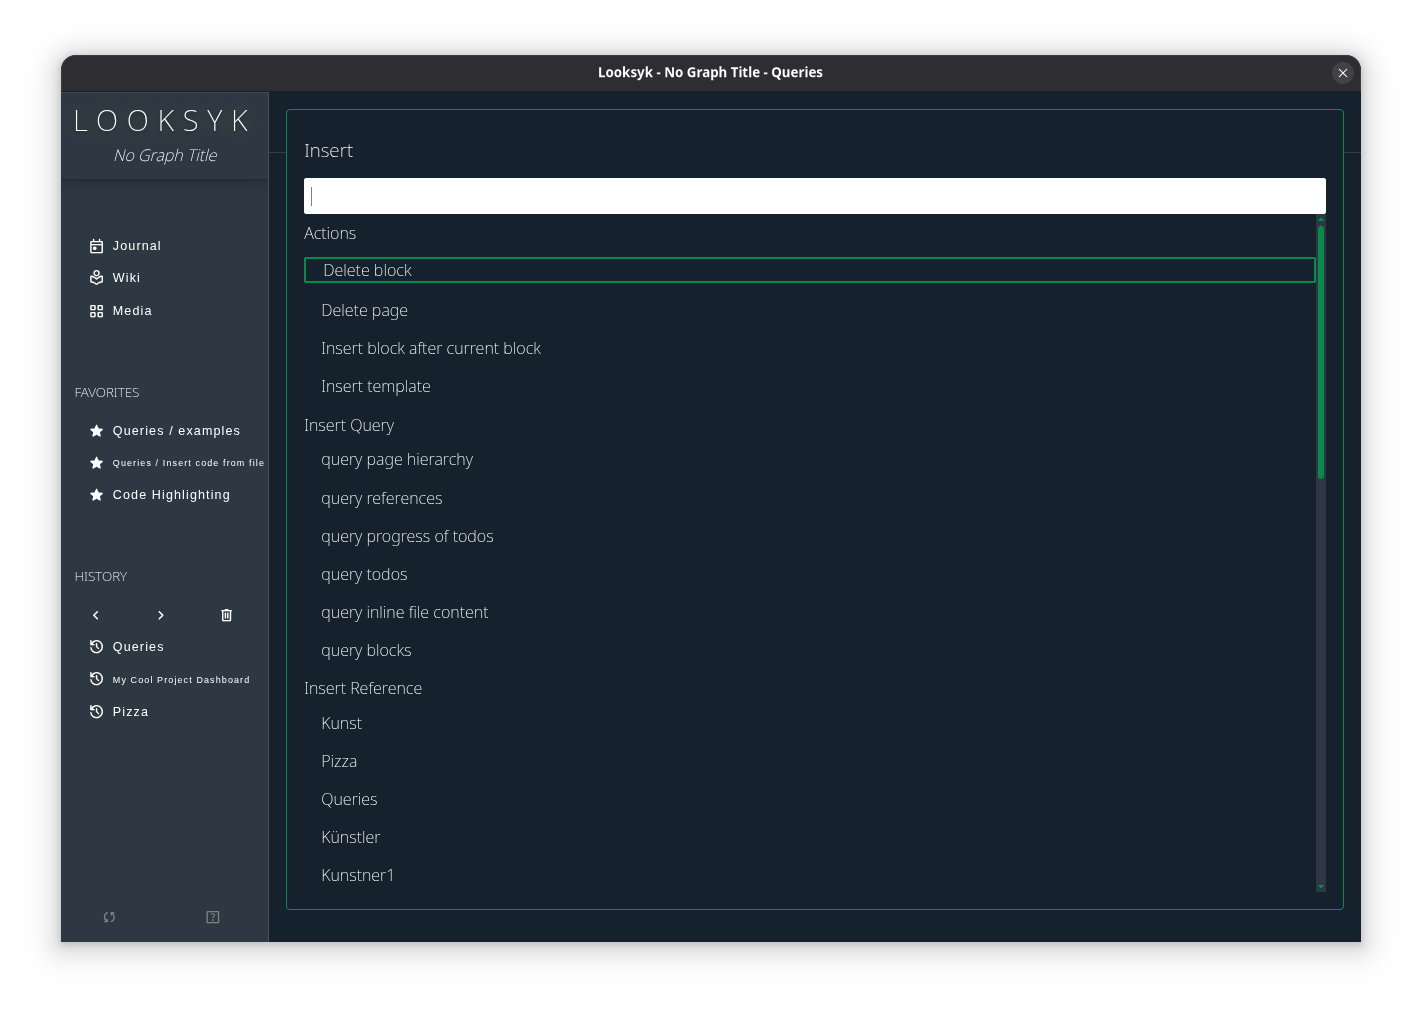 Looksyk - No Graph Title - Queries
LOOKSYK
No Graph Title
Journal
Wiki
Media
FAVORITES
Queries / examples
Queries / Insert code from file
Code Highlighting
HISTORY
Queries
My Cool Project Dashboard
Pizza
Insert
Actions
Delete block
Delete page
Insert block after current block
Insert template
Insert Query
query page hierarchy
query references
query progress of todos
query todos
query inline file content
query blocks
Insert Reference
Kunst
Pizza
Queries
Künstler
Kunstner1